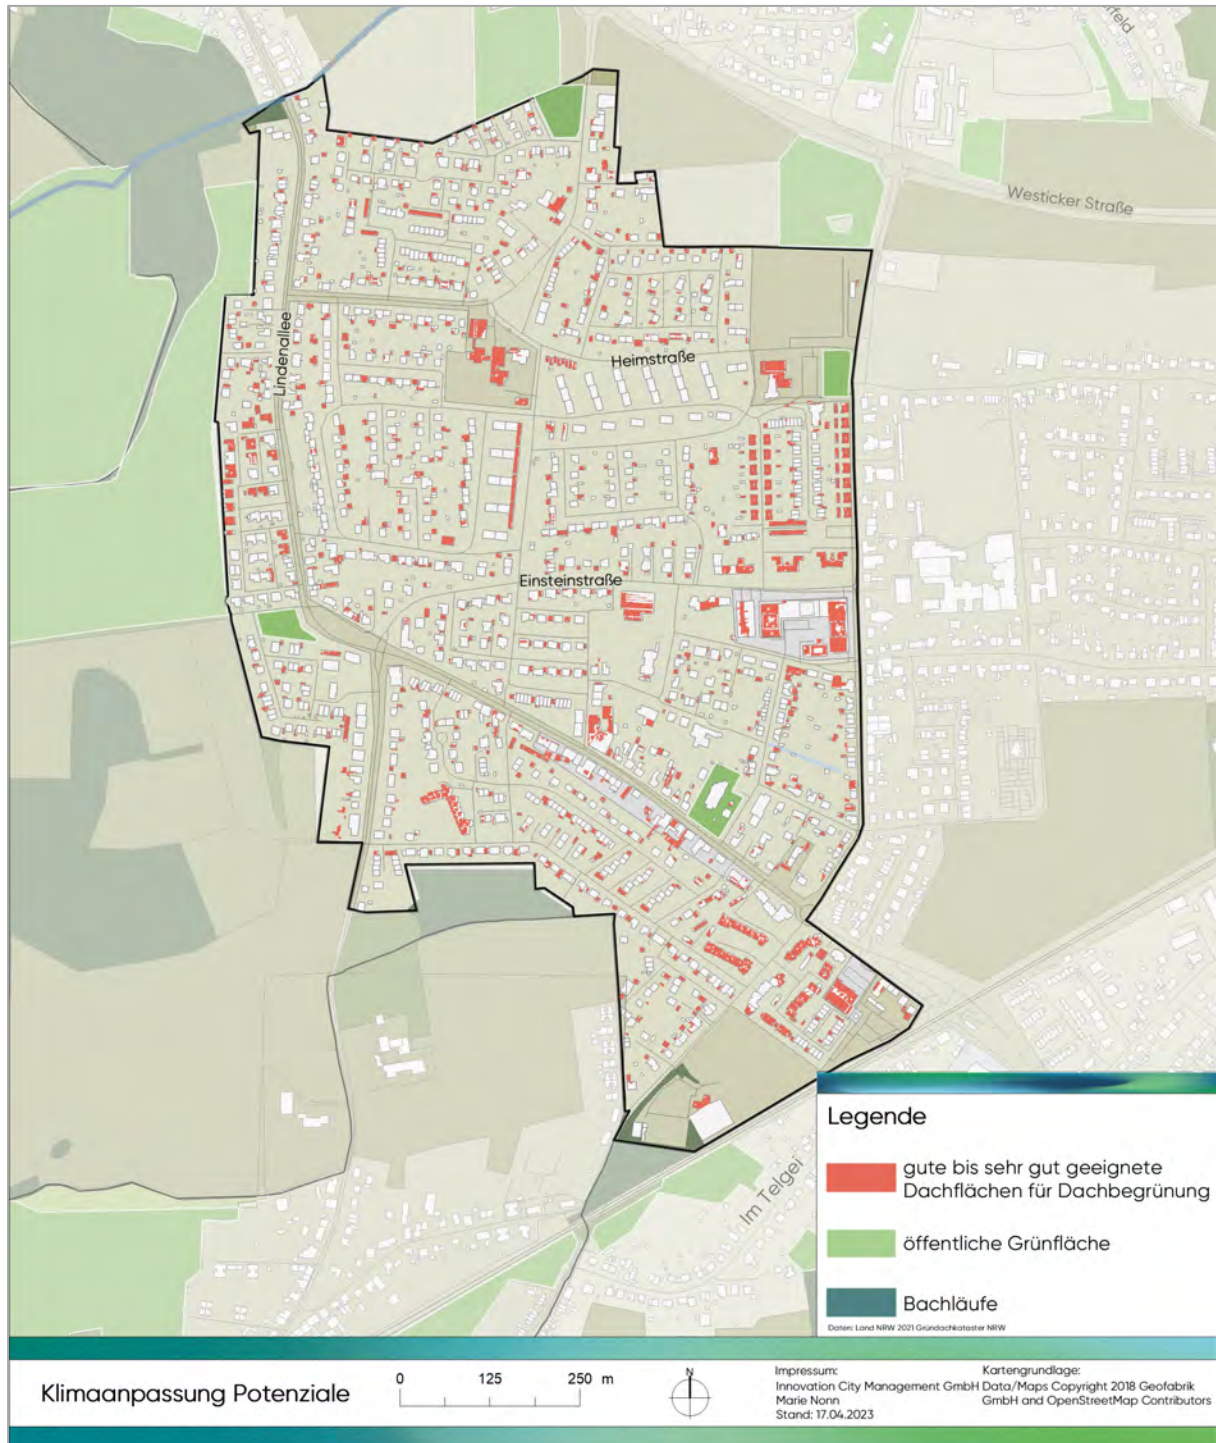 Westicker Straße
Lindenallee
Heimstraße
Einsteinstraße
Im Telgei
Legende
gute bis sehr gut geeignete
Dachflächen für Dachbegrünung
öffentliche Grünfläche
Bachläufe
Daten: Land NRW 2021 Gründachkataster NRW
Klimaanpassung Potenziale
0 125 250 m
N
Impressum:
Innovation City Management GmbH
Marie Nonn
Stand: 17.04.2023
Kartengrundlage:
Data/Maps Copyright 2018 Geofabrik
GmbH and OpenStreetMap Contributors